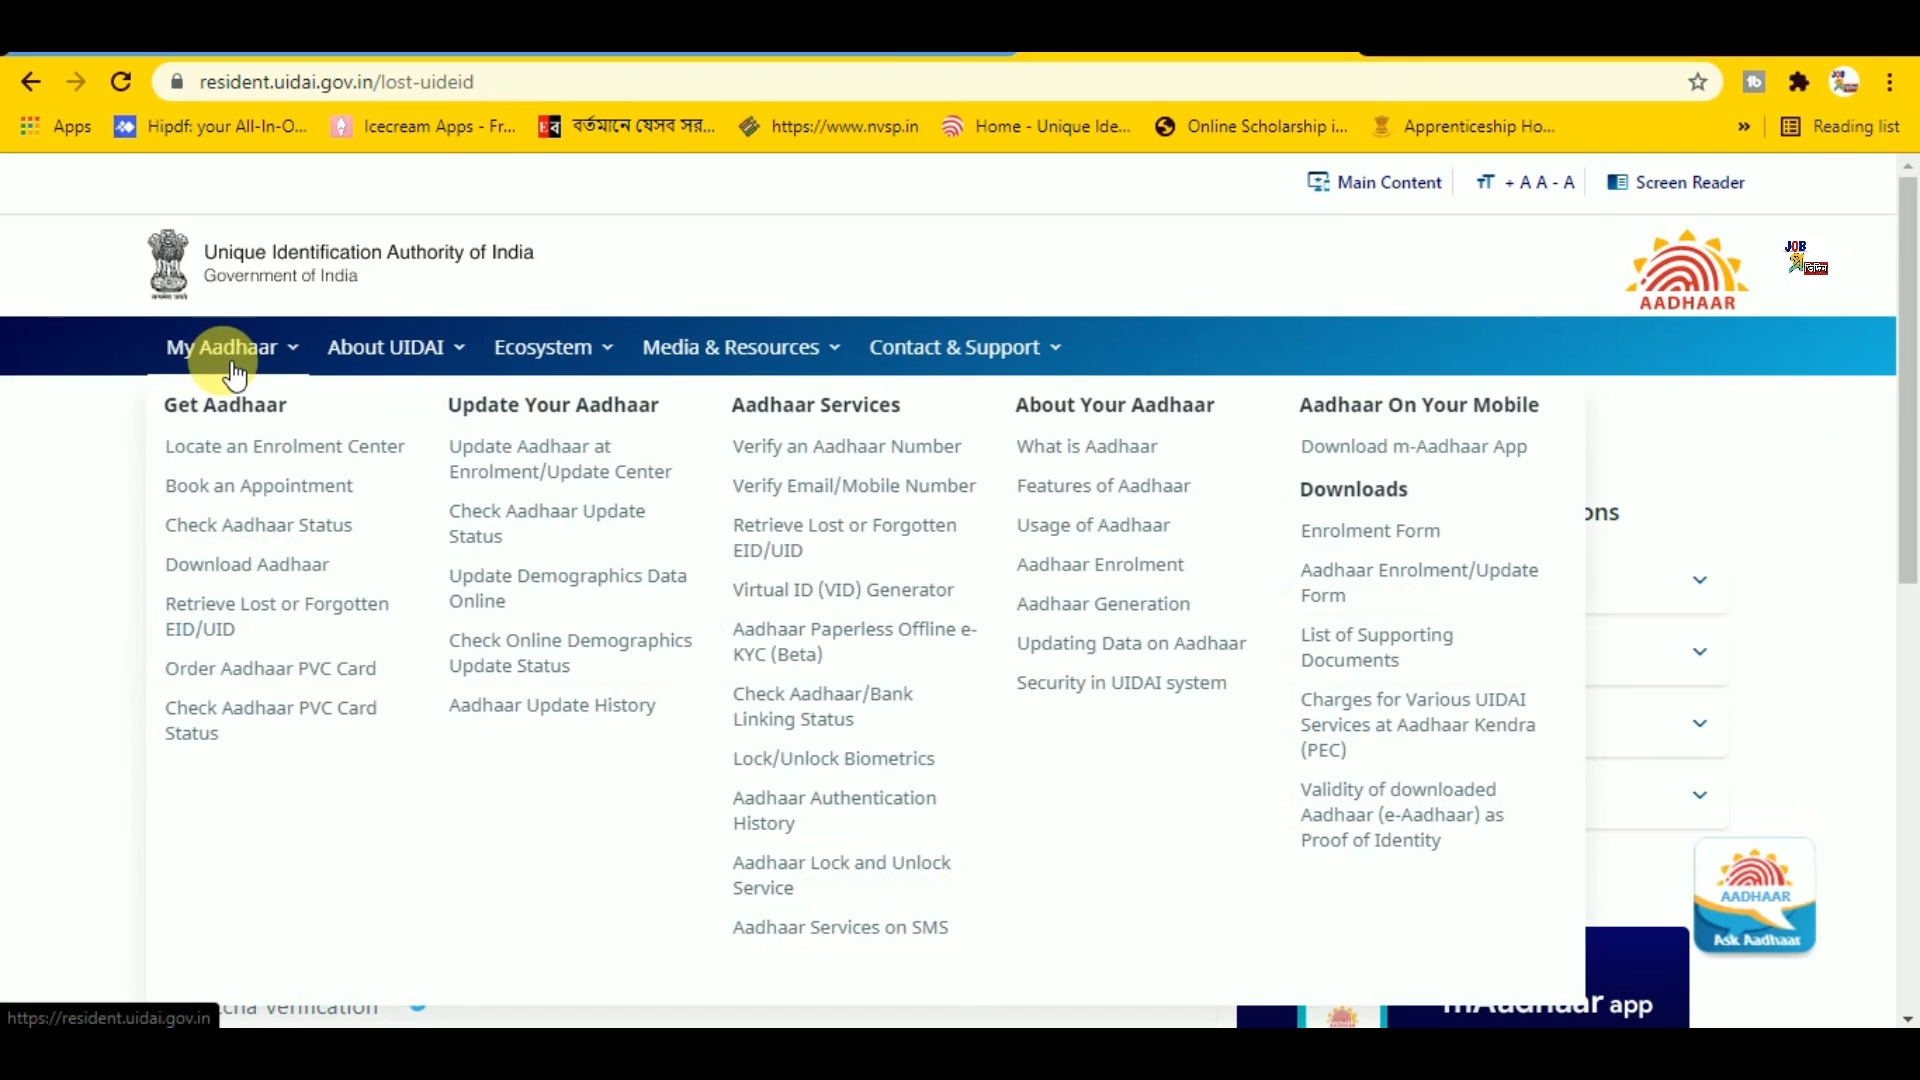 resident.uidai.gov.in/lost-uideid
Apps
Hipdf: your All-In-O...
Icecream Apps - Fr...
বর্তমানে যেসব সর...
https://www.nvsp.in
Home - Unique Ide...
Online Scholarship i...
Apprenticeship Ho...
»
Reading list
Main Content
+ A A - A
Screen Reader
Unique Identification Authority of India
Government of India
AADHAAR
JOB
My Aadhaar
About UIDAI
Ecosystem
Media & Resources
Contact & Support
Get Aadhaar
Locate an Enrolment Center
Book an Appointment
Check Aadhaar Status
Download Aadhaar
Retrieve Lost or Forgotten
EID/UID
Order Aadhaar PVC Card
Check Aadhaar PVC Card
Status
Update Your Aadhaar
Update Aadhaar at
Enrolment/Update Center
Check Aadhaar Update
Status
Update Demographics Data
Online
Check Online Demographics
Update Status
Aadhaar Update History
Aadhaar Services
Verify an Aadhaar Number
Verify Email/Mobile Number
Retrieve Lost or Forgotten
EID/UID
Virtual ID (VID) Generator
Aadhaar Paperless Offline e-
KYC (Beta)
Check Aadhaar/Bank
Linking Status
Lock/Unlock Biometrics
Aadhaar Authentication
History
Aadhaar Lock and Unlock
Service
Aadhaar Services on SMS
About Your Aadhaar
What is Aadhaar
Features of Aadhaar
Usage of Aadhaar
Aadhaar Enrolment
Aadhaar Generation
Updating Data on Aadhaar
Security in UIDAI system
Aadhaar On Your Mobile
Download m-Aadhaar App
Downloads
Enrolment Form
Aadhaar Enrolment/Update
Form
List of Supporting
Documents
Charges for Various UIDAI
Services at Aadhaar Kendra
(PEC)
Validity of downloaded
Aadhaar (e-Aadhaar) as
Proof of Identity
ons
AADHAAR
Ask Aadhaar
mAadhaar app
Verification
https://resident.uidai.gov.in